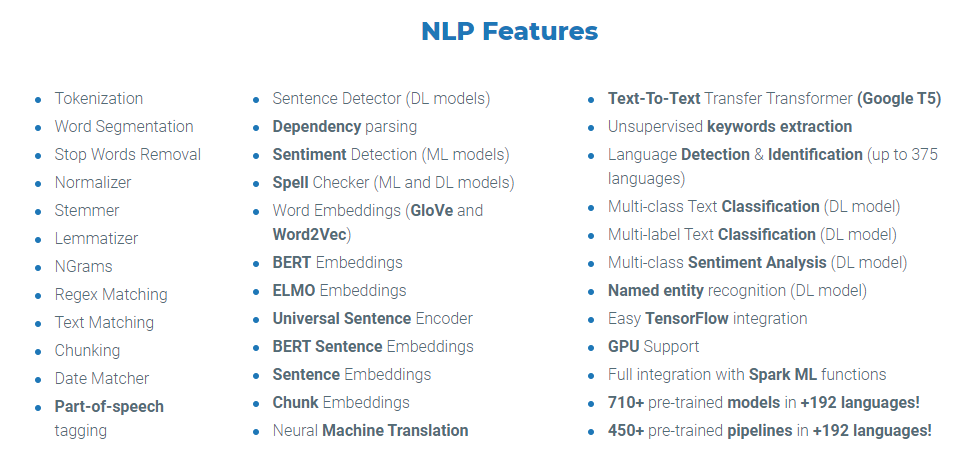 NLP Features
Tokenization
Word Segmentation
Stop Words Removal
Normalizer
Stemmer
Lemmatizer
NGrams
Regex Matching
Text Matching
Chunking
Date Matcher
Part-of-speech
tagging
Sentence Detector (DL models)
Dependency parsing
Sentiment Detection (ML models)
Spell Checker (ML and DL models)
Word Embeddings (GloVe and
Word2Vec)
BERT Embeddings
ELMO Embeddings
Universal Sentence Encoder
BERT Sentence Embeddings
Sentence Embeddings
Chunk Embeddings
Neural Machine Translation
Text-To-Text Transfer Transformer (Google T5)
Unsupervised keywords extraction
Language Detection & Identification (up to 375
languages)
Multi-class Text Classification (DL model)
Multi-label Text Classification (DL model)
Multi-class Sentiment Analysis (DL model)
Named entity recognition (DL model)
Easy TensorFlow integration
GPU Support
Full integration with Spark ML functions
710+ pre-trained models in +192 languages!
450+ pre-trained pipelines in +192 languages!